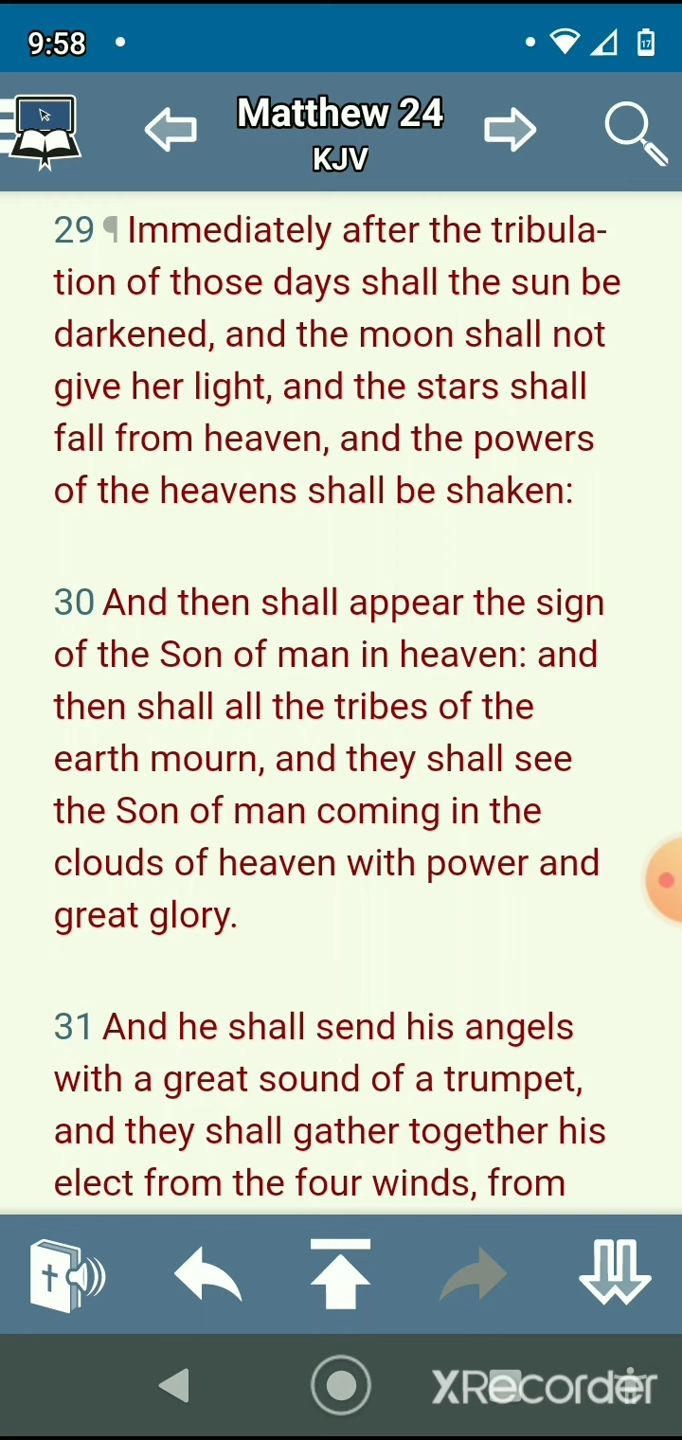 9:58
17
Matthew 24
KJV
29 ¶ Immediately after the tribula-
tion of those days shall the sun be
darkened, and the moon shall not
give her light, and the stars shall
fall from heaven, and the powers
of the heavens shall be shaken:
30 And then shall appear the sign
of the Son of man in heaven: and
then shall all the tribes of the
earth mourn, and they shall see
the Son of man coming in the
clouds of heaven with power and
great glory.
31 And he shall send his angels
with a great sound of a trumpet,
and they shall gather together his
elect from the four winds, from
XRecorder